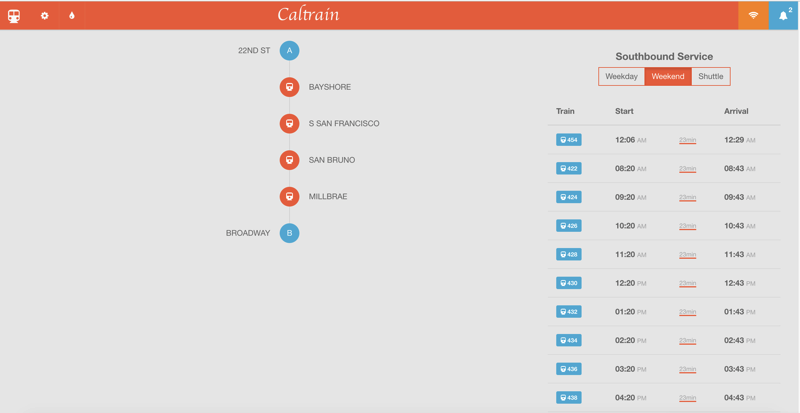 Caltrain
2
22ND ST A
BAYSHORE
S SAN FRANCISCO
SAN BRUNO
MILLBRAE
BROADWAY B
Southbound Service
Weekday Weekend Shuttle
Train Start Arrival
454 12:06 AM 23min 12:29 AM
422 08:20 AM 23min 08:43 AM
424 09:20 AM 23min 09:43 AM
426 10:20 AM 23min 10:43 AM
428 11:20 AM 23min 11:43 AM
430 12:20 PM 23min 12:43 PM
432 01:20 PM 23min 01:43 PM
434 02:20 PM 23min 02:43 PM
436 03:20 PM 23min 03:43 PM
438 04:20 PM 23min 04:43 PM